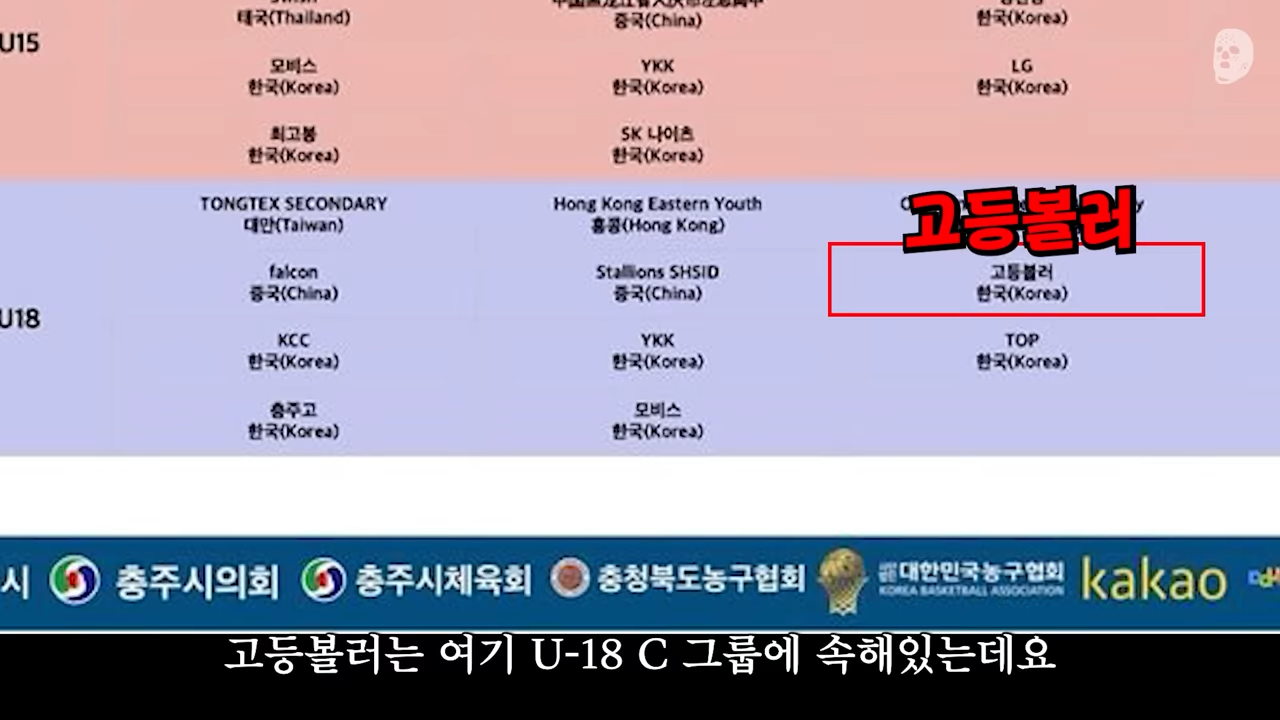 U15
태국(Thailand)
중국(China)
한국(Korea)
모비스
한국(Korea)
YKK
한국(Korea)
LG
한국(Korea)
최고봉
한국(Korea)
SK 나이츠
한국(Korea)
U18
TONGTEX SECONDARY
대만(Taiwan)
Hong Kong Eastern Youth
홍콩(Hong Kong)
고등볼러
falcon
중국(China)
Stallions SHSID
중국(China)
고등볼러
한국(Korea)
KCC
한국(Korea)
YKK
한국(Korea)
TOP
한국(Korea)
충주고
한국(Korea)
모비스
한국(Korea)
시 충주시의회 충주시체육회 충청북도농구협회 대한민국농구협회 kakao
KOREA BASKETBALL ASSOCIATION
고등볼러는 여기 U-18 C 그룹에 속해있는데요